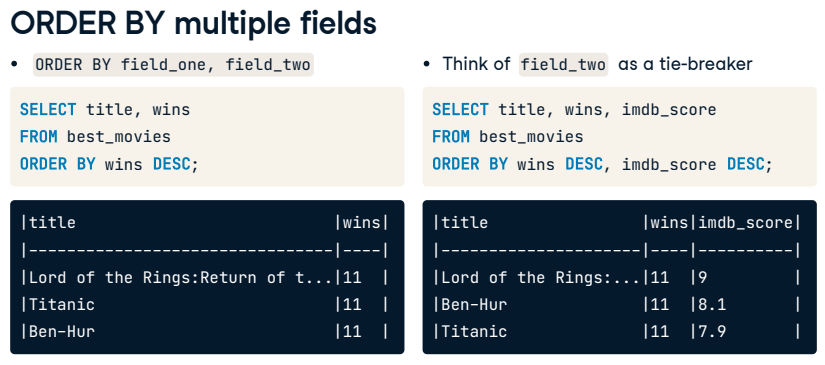 ORDER BY multiple fields
• ORDER BY field_one, field_two
SELECT title, wins
FROM best_movies
ORDER BY wins DESC;
|title                          |wins|
|-------------------------------|----|
|Lord of the Rings:Return of t...|11  |
|Titanic                        |11  |
|Ben-Hur                        |11  |
• Think of field_two as a tie-breaker
SELECT title, wins, imdb_score
FROM best_movies
ORDER BY wins DESC, imdb_score DESC;
|title               |wins|imdb_score|
|--------------------|----|----------|
|Lord of the Rings:...|11  |9         |
|Ben-Hur             |11  |8.1       |
|Titanic             |11  |7.9       |